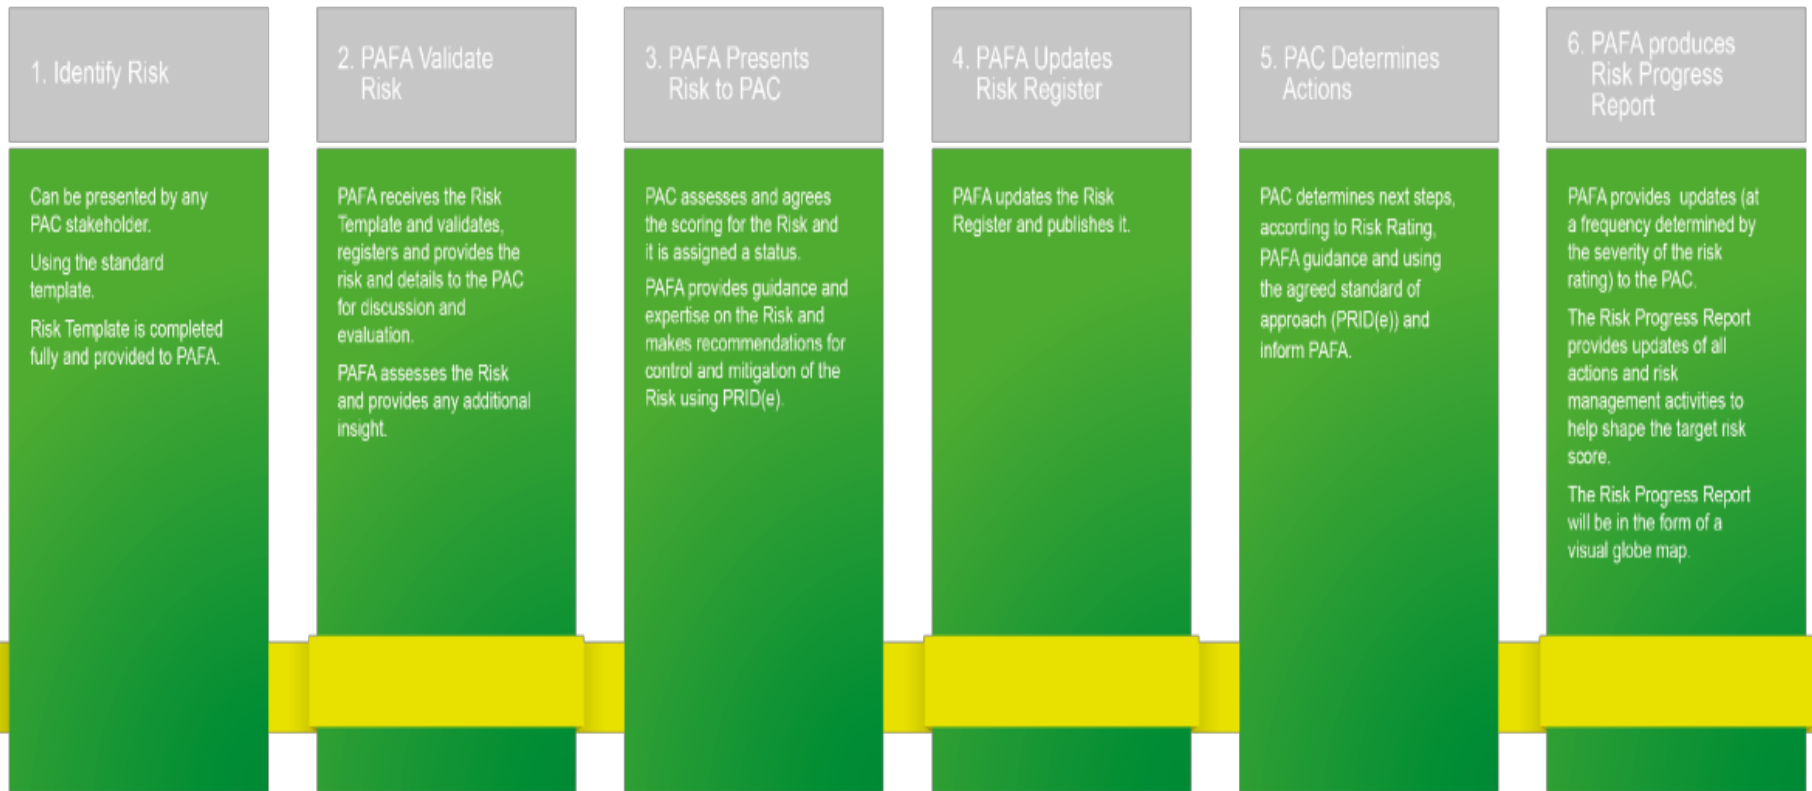 1. Identify Risk
Can be presented by any
PAC stakeholder.
Using the standard
template.
Risk Template is completed
fully and provided to PAFA.
2. PAFA Validate
Risk
PAFA receives the Risk
Template and validates,
registers and provides the
risk and details to the PAC
for discussion and
evaluation.
PAFA assesses the Risk
and provides any additional
insight.
3. PAFA Presents
Risk to PAC
PAC assesses and agrees
the scoring for the Risk and
it is assigned a status.
PAFA provides guidance and
expertise on the Risk and
makes recommendations for
control and mitigation of the
Risk using PRID(e).
4. PAFA Updates
Risk Register
PAFA updates the Risk
Register and publishes it.
5. PAC Determines
Actions
PAC determines next steps,
according to Risk Rating,
PAFA guidance and using
the agreed standard of
approach (PRID(e)) and
inform PAFA.
6. PAFA produces
Risk Progress
Report
PAFA provides updates (at
a frequency determined by
the severity of the risk
rating) to the PAC.
The Risk Progress Report
provides updates of all
actions and risk
management activities to
help shape the target risk
score.
The Risk Progress Report
will be in the form of a
visual globe map.